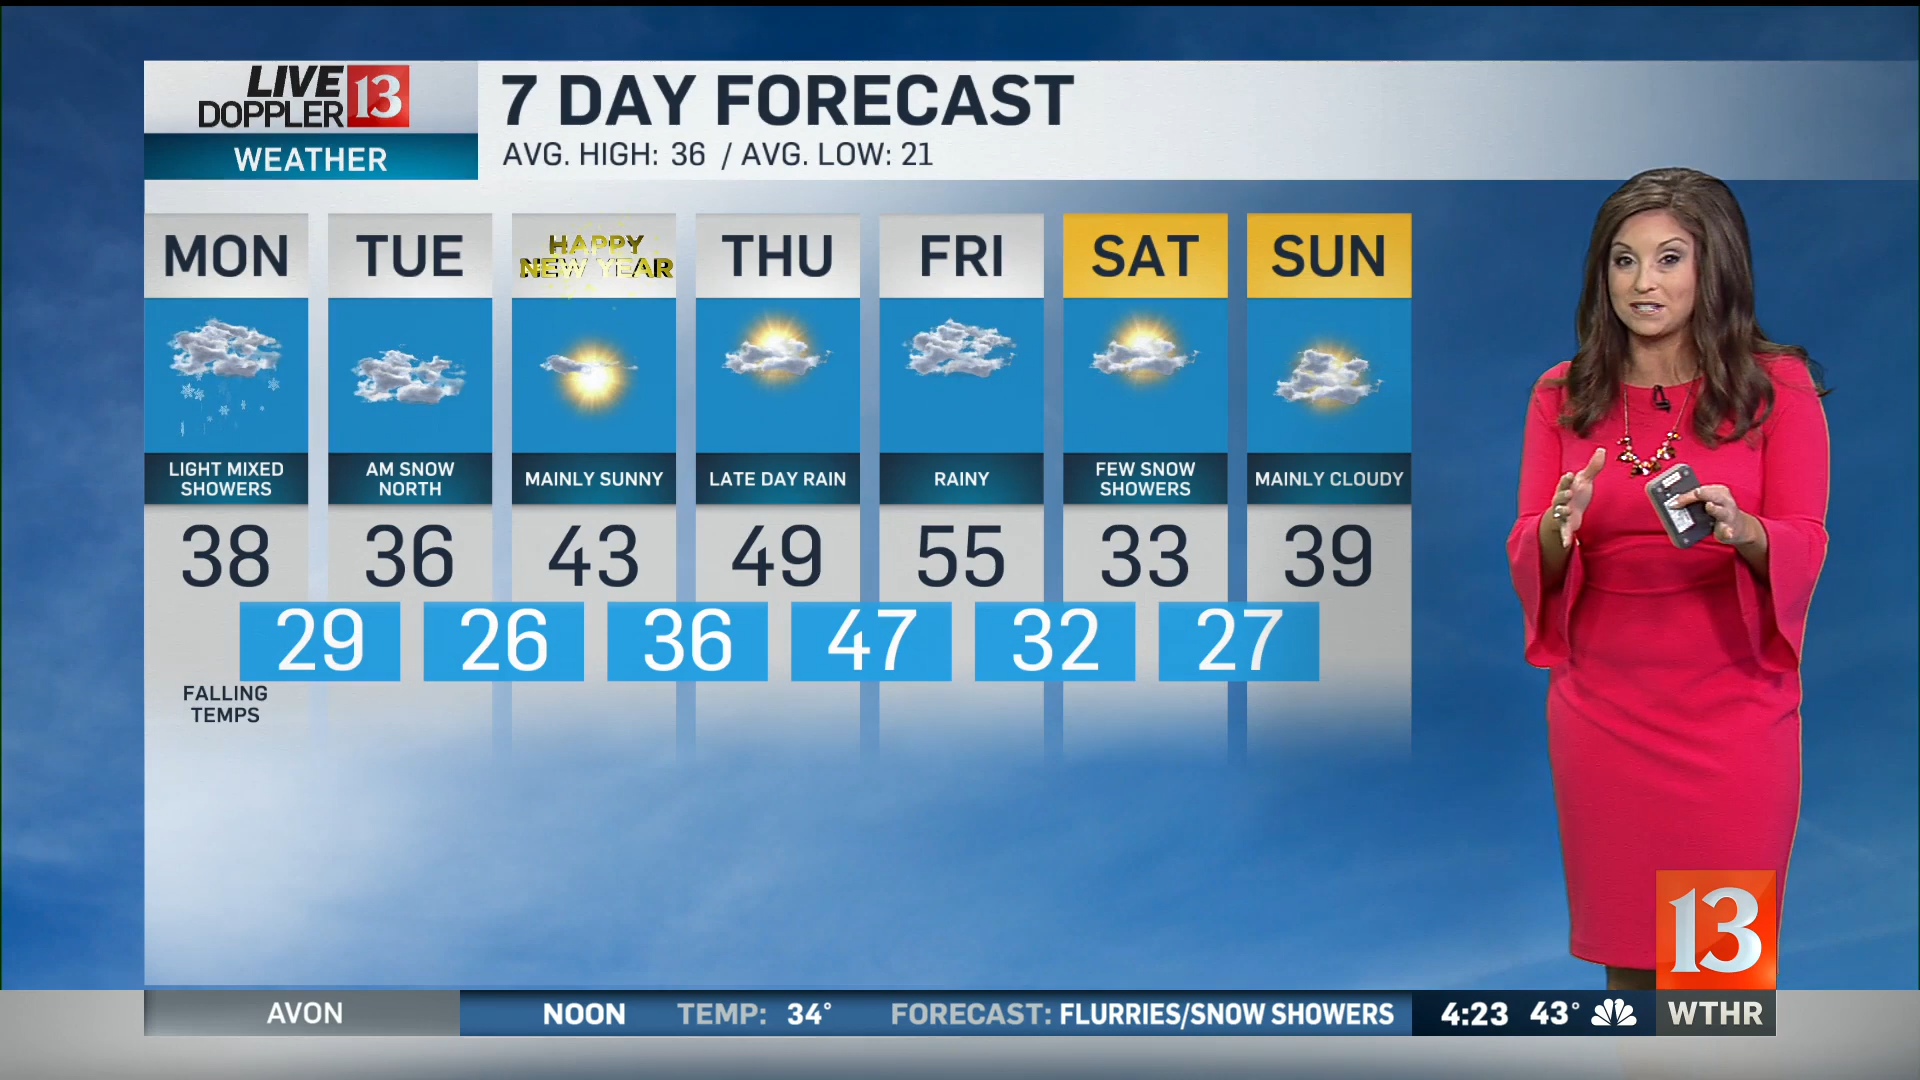 LIVE
DOPPLER 13
WEATHER
7 DAY FORECAST
AVG. HIGH: 36 / AVG. LOW: 21
MON TUE HAPPY NEW YEAR THU FRI SAT SUN
LIGHT MIXED SHOWERS
AM SNOW NORTH
MAINLY SUNNY
LATE DAY RAIN
RAINY
FEW SNOW SHOWERS
MAINLY CLOUDY
38 36 43 49 55 33 39
29 26 36 47 32 27
FALLING
TEMPS
13
WTHR
AVON NOON TEMP: 34° FORECAST: FLURRIES/SNOW SHOWERS 4:23 43°